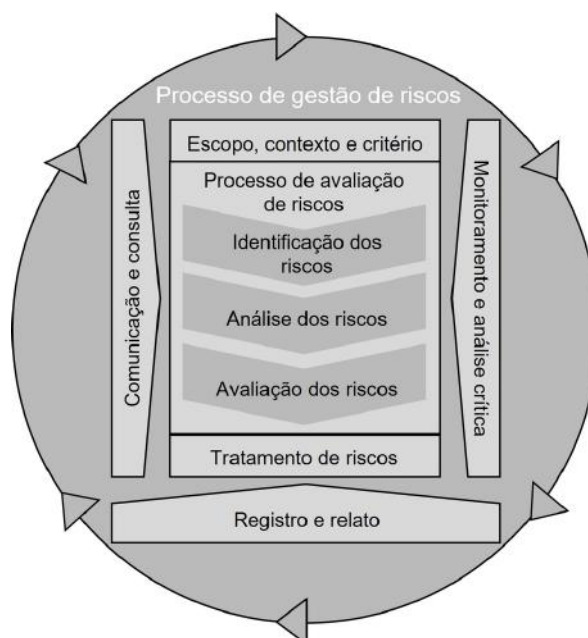 Processo de gestão de riscos
Escopo, contexto e critério
Processo de avaliação
de riscos
Identificação dos
riscos
Análise dos riscos
Avaliação dos riscos
Tratamento de riscos
Comunicação e consulta
Monitoramento e análise crítica
Registro e relato